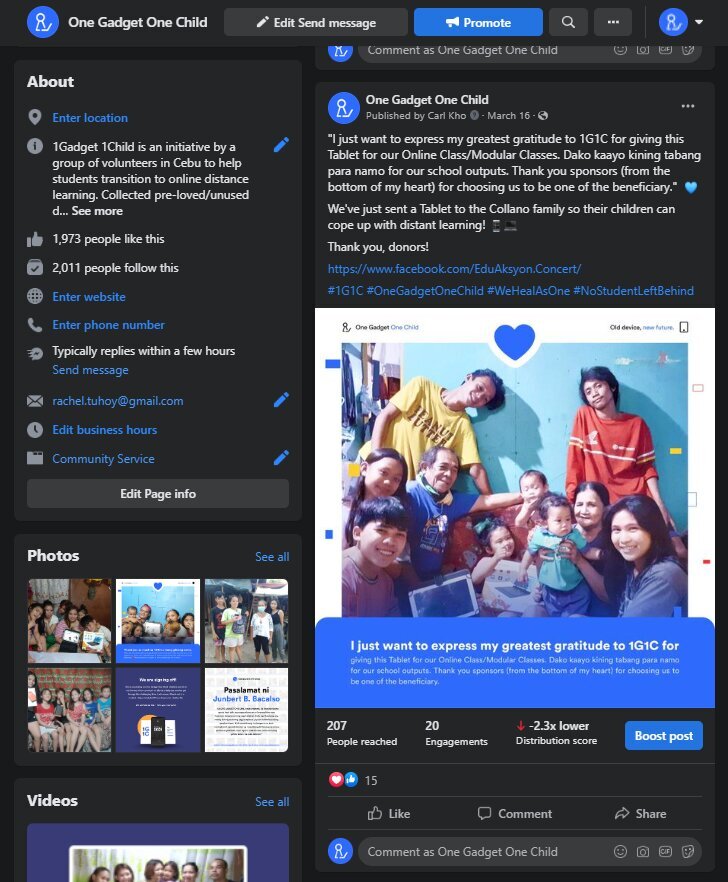 One Gadget One Child
Edit Send message
Promote
Comment as One Gadget One Child
About
Enter location
1Gadget 1Child is an initiative by a
group of volunteers in Cebu to help
students transition to online distance
learning. Collected pre-loved/unused
d... See more
1,973 people like this
2,011 people follow this
Enter website
Enter phone number
Typically replies within a few hours
Send message
rachel.tuhoy@gmail.com
Edit business hours
Community Service
Edit Page info
Photos
See all
We are signing off!
1G
1C
Pasalamat ni
Junbert B. Bacalso
Videos
See all
One Gadget One Child
Published by Carl Kho · March 16 ·
"I just want to express my greatest gratitude to 1G1C for giving this
Tablet for our Online Class/Modular Classes. Dako kaayo kining tabang
para namo for our school outputs. Thank you sponsors (from the
bottom of my heart) for choosing us to be one of the beneficiary." 💙
We've just sent a Tablet to the Collano family so their children can
cope up with distant learning! 📱💻
Thank you, donors!
https://www.facebook.com/EduAksyon.Concert/
#1G1C #OneGadgetOneChild #WeHealAsOne #NoStudentLeftBehind
One Gadget One Child
Old device, new future.
I just want to express my greatest gratitude to 1G1C for
giving this Tablet for our Online Class/Modular Classes. Dako kaayo kining tabang para namo
for our school outputs. Thank you sponsors (from the bottom of my heart) for choosing us to
be one of the beneficiary.
207
People reached
20
Engagements
-2.3x lower
Distribution score
Boost post
15
Like
Comment
Share
Comment as One Gadget One Child